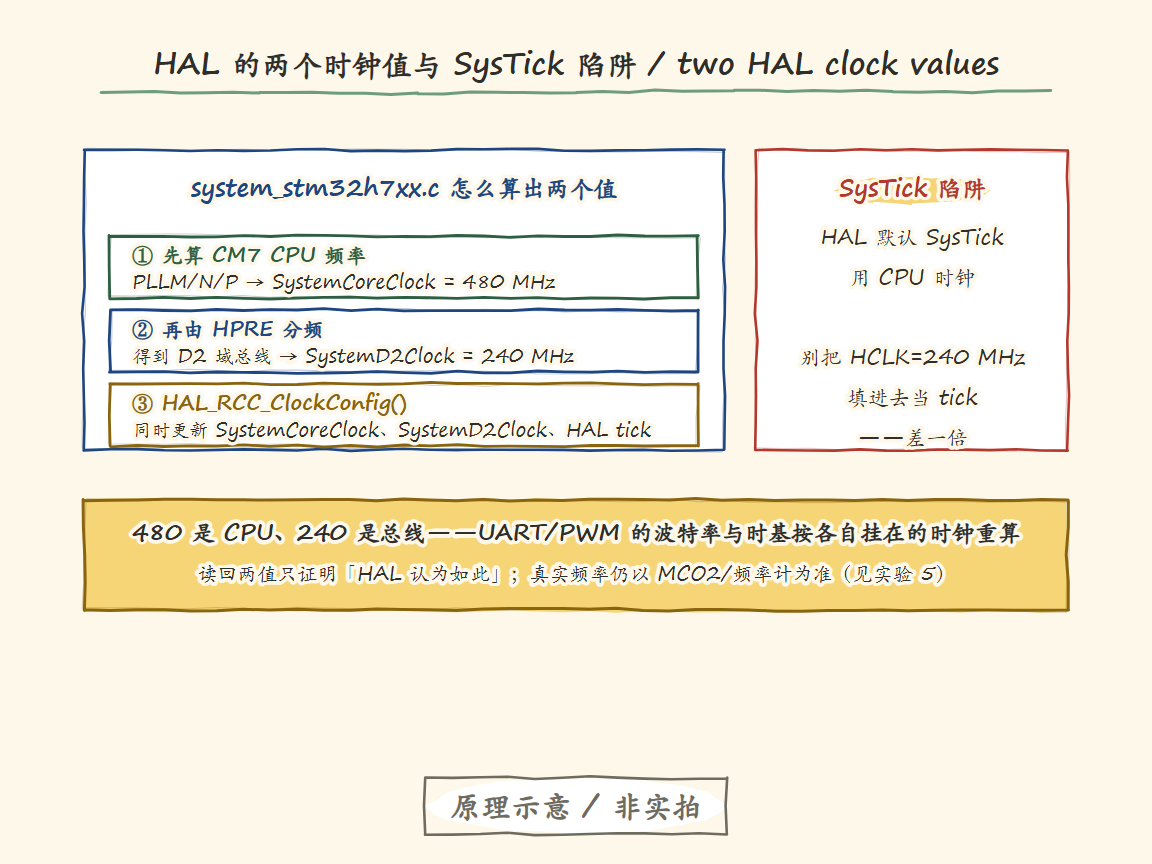 HAL 的两个时钟值与 SysTick 陷阱 / two HAL clock values
system_stm32h7xx.c 怎么算出两个值
① 先算 CM7 CPU 频率
PLLM/N/P → SystemCoreClock = 480 MHz
② 再由 HPRE 分频
得到 D2 域总线 → SystemD2Clock = 240 MHz
③ HAL_RCC_ClockConfig()
同时更新 SystemCoreClock、SystemD2Clock、HAL tick
SysTick 陷阱
HAL 默认 SysTick
用 CPU 时钟
别把 HCLK=240 MHz
填进去当 tick
——差一倍
480 是 CPU、240 是总线——UART/PWM 的波特率与时基按各自挂在的时钟重算
读回两值只证明「HAL 认为如此」；真实频率仍以 MCO2/频率计为准（见实验 5）
原理示意 / 非实拍